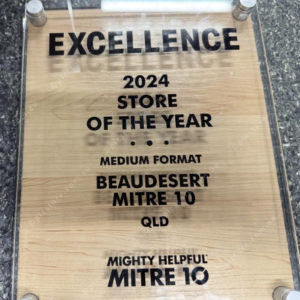 EXCELLENCE
2024
STORE
OF THE YEAR
• • •
MEDIUM FORMAT
BEAUDESERT
MITRE 10
QLD
MIGHTY HELPFUL
MITRE 10